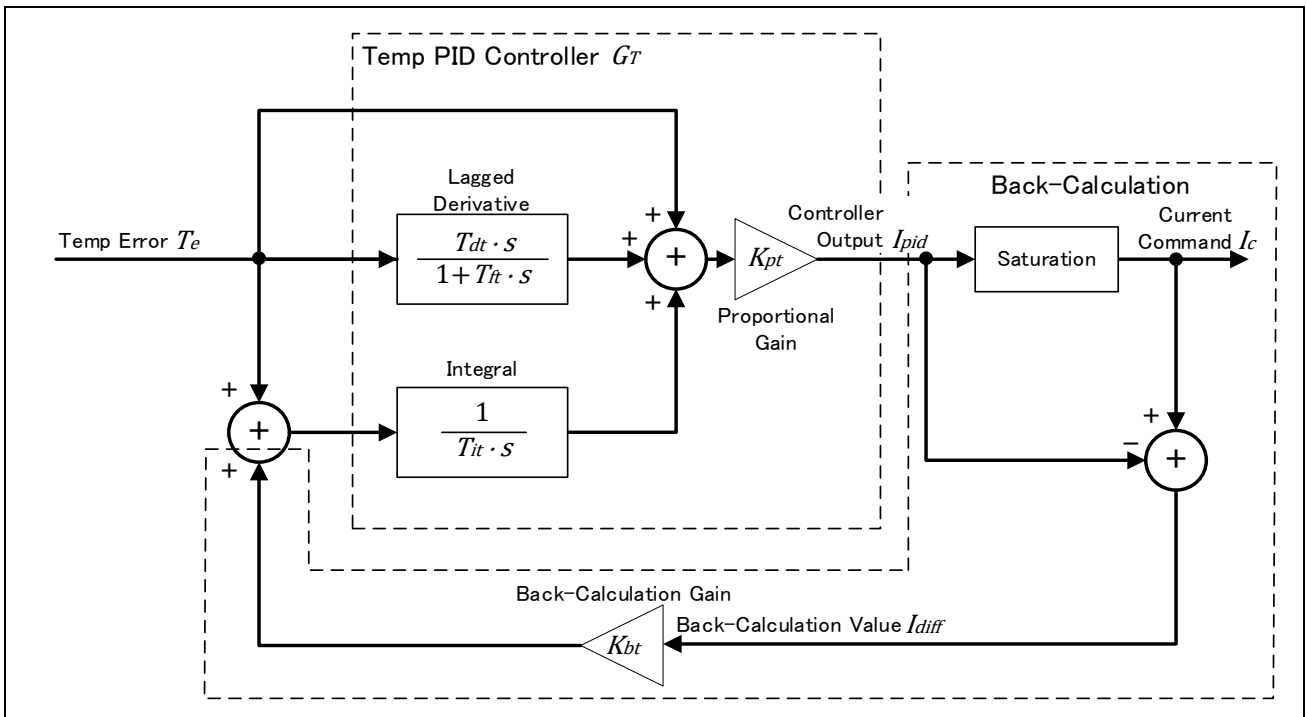 Temp PID Controller GT
Lagged
Derivative
Tdt · s
1+ Tft · s
Temp Error Te
+
+
+
+
Kpt
Proportional
Gain
Controller
Output Ipid
Back-Calculation
Saturation
Current
Command Ic
Integral
1
Tit · s
+
+
+
+
−
+
Back-Calculation Gain
Kbt
Back-Calculation Value Idiff